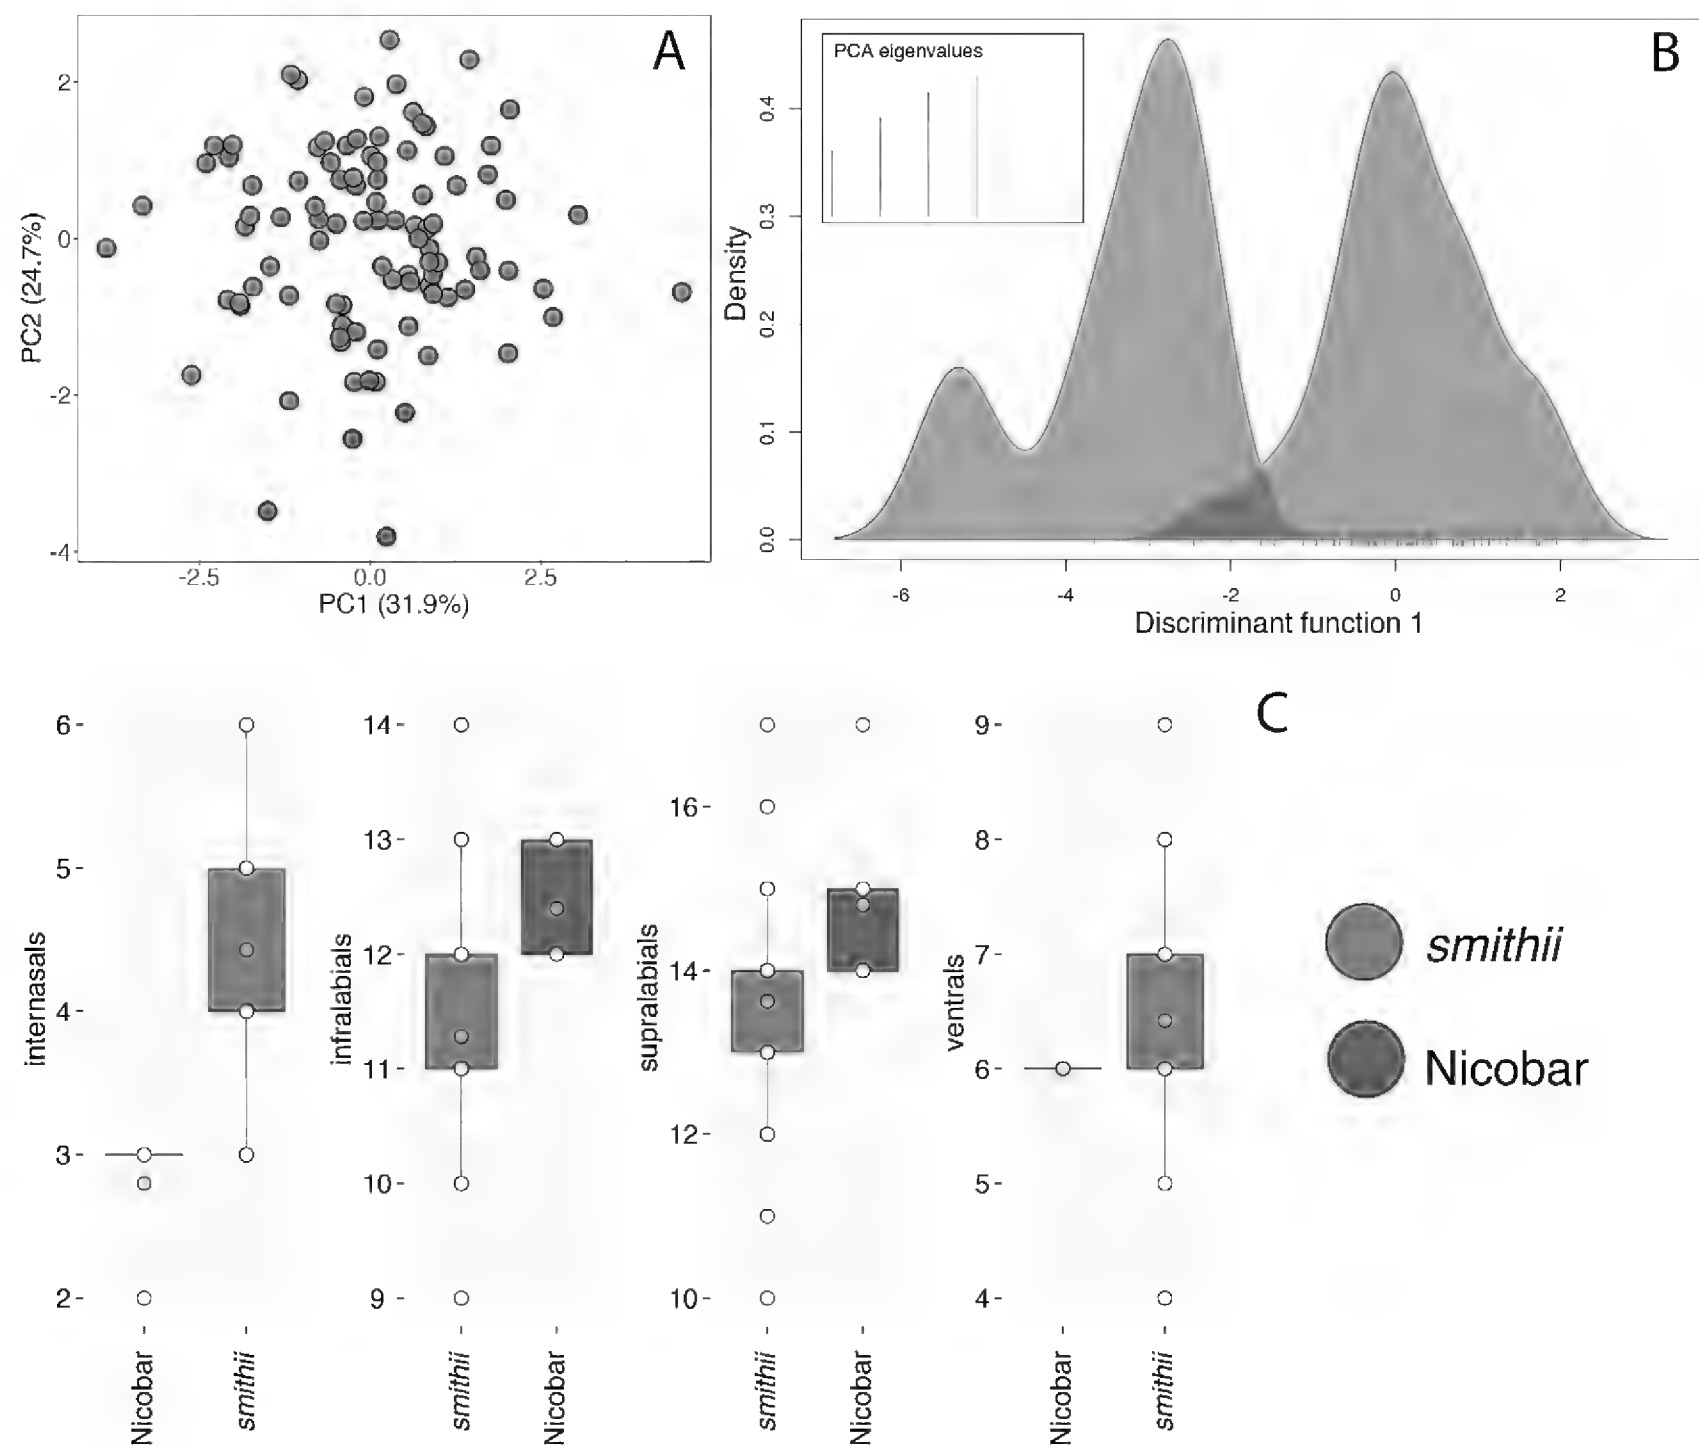 A
2
0
-2
-4
PC2 (24.7%)
-2.5 0.0 2.5
PC1 (31.9%)
B
PCA eigenvalues
0.4
0.3
0.2
0.1
0.0
Density
-6 -4 -2 0 2
Discriminant function 1
C
6
5
4
3
2
internasals
Nicobar
smithii
14
13
12
11
10
9
infralabials
smithii
Nicobar
16
14
12
10
supralabials
smithii
Nicobar
9
8
7
6
5
4
ventrals
Nicobar
smithii
smithii
Nicobar